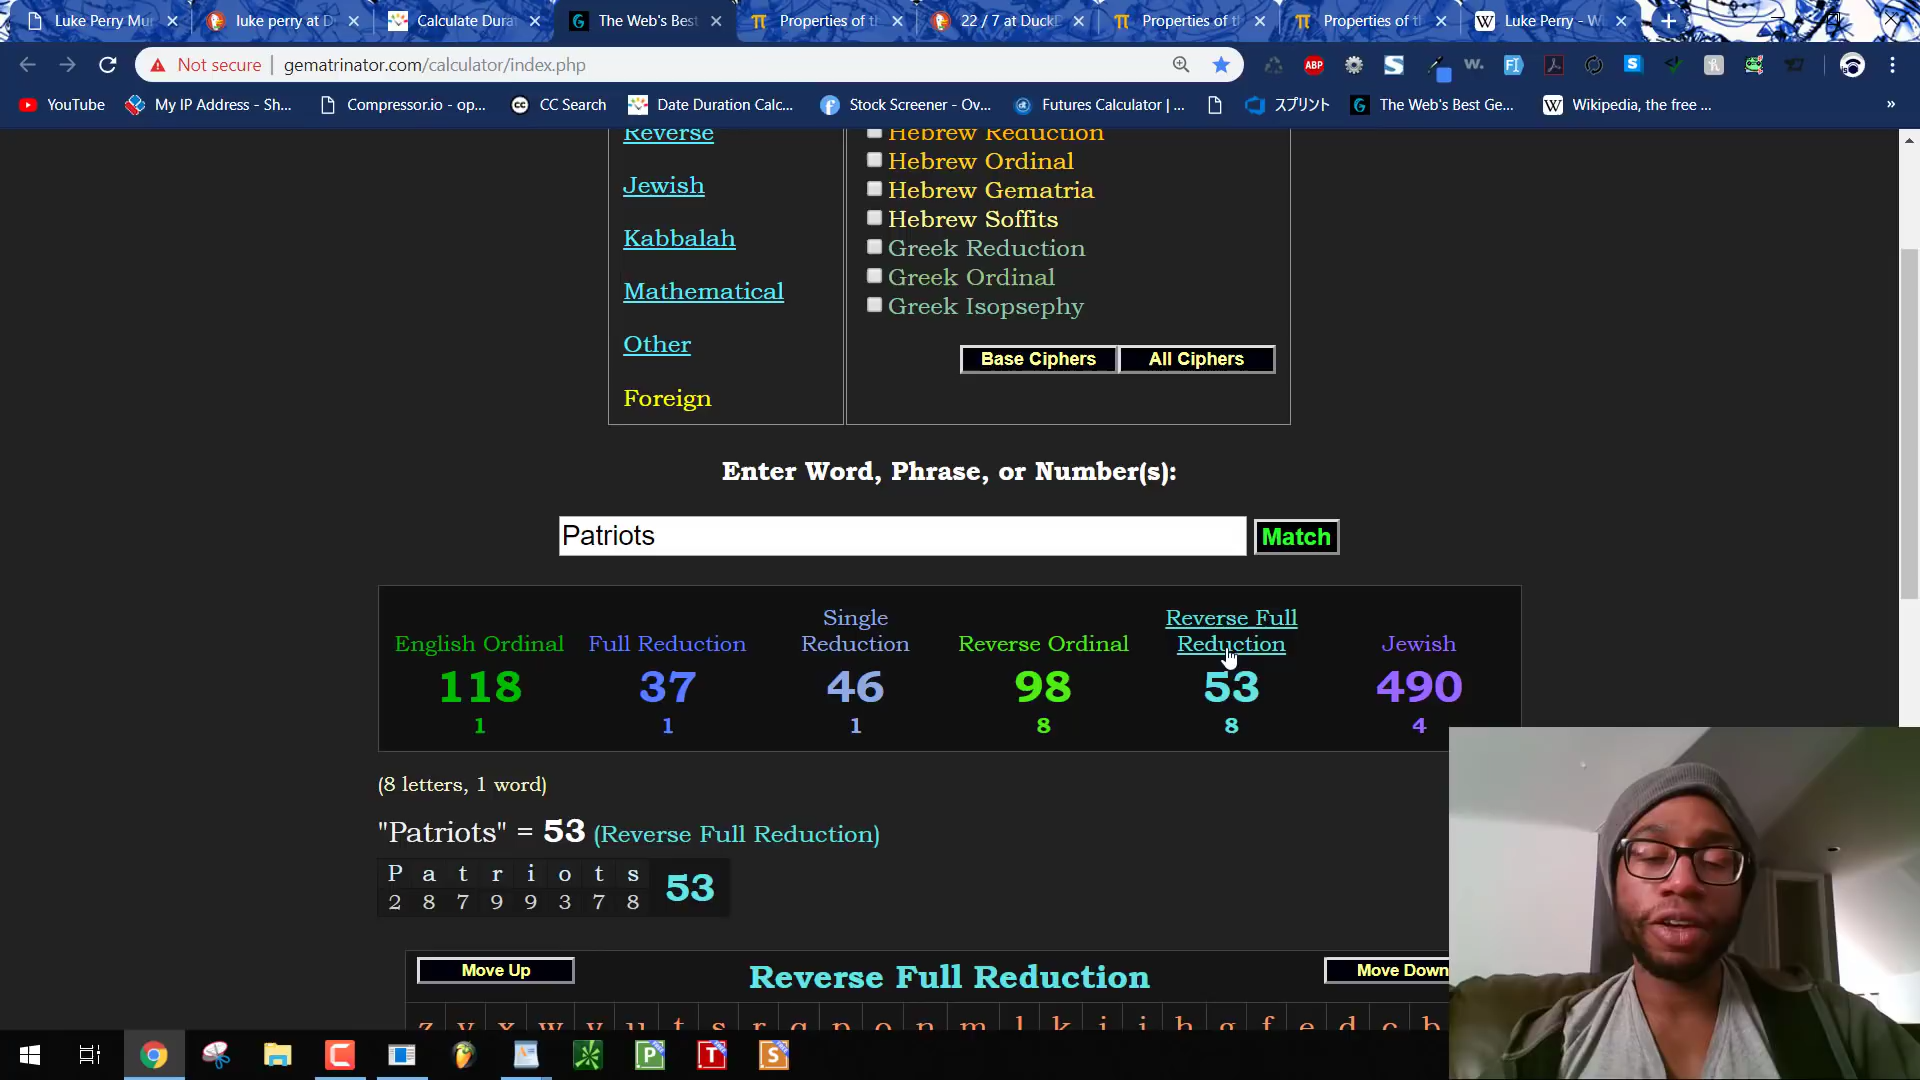 Luke Perry Mur
luke perry at D
Calculate Dura
The Web's Best
Properties of th
22 / 7 at DuckD
Properties of th
Properties of th
Luke Perry - W
Not secure | gematrinator.com/calculator/index.php
ABP
YouTube
My IP Address - Sh...
Compressor.io - op...
CC Search
Date Duration Calc...
Stock Screener - Ov...
Futures Calculator | ...
スプリント
The Web's Best Ge...
Wikipedia, the free ...
Reverse
Jewish
Kabbalah
Mathematical
Other
Foreign
Hebrew Reduction
Hebrew Ordinal
Hebrew Gematria
Hebrew Soffits
Greek Reduction
Greek Ordinal
Greek Isopsephy
Base Ciphers
All Ciphers
Enter Word, Phrase, or Number(s):
Patriots
Match
English Ordinal
118
1
Full Reduction
37
1
Single Reduction
46
1
Reverse Ordinal
98
8
Reverse Full Reduction
53
8
Jewish
490
4
(8 letters, 1 word)
"Patriots" = 53 (Reverse Full Reduction)
P a t r i o t s
2 8 7 9 9 3 7 8
53
Move Up
Reverse Full Reduction
Move Down
z y x w v u t s r q p o n m l k j i h g f e d c b